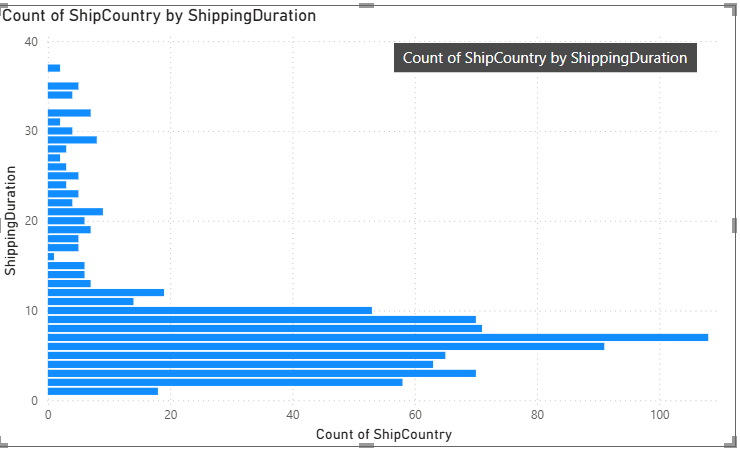 Count of ShipCountry by ShippingDuration
Count of ShipCountry by ShippingDuration
40
30
20
10
0
ShippingDuration
0 20 40 60 80 100
Count of ShipCountry